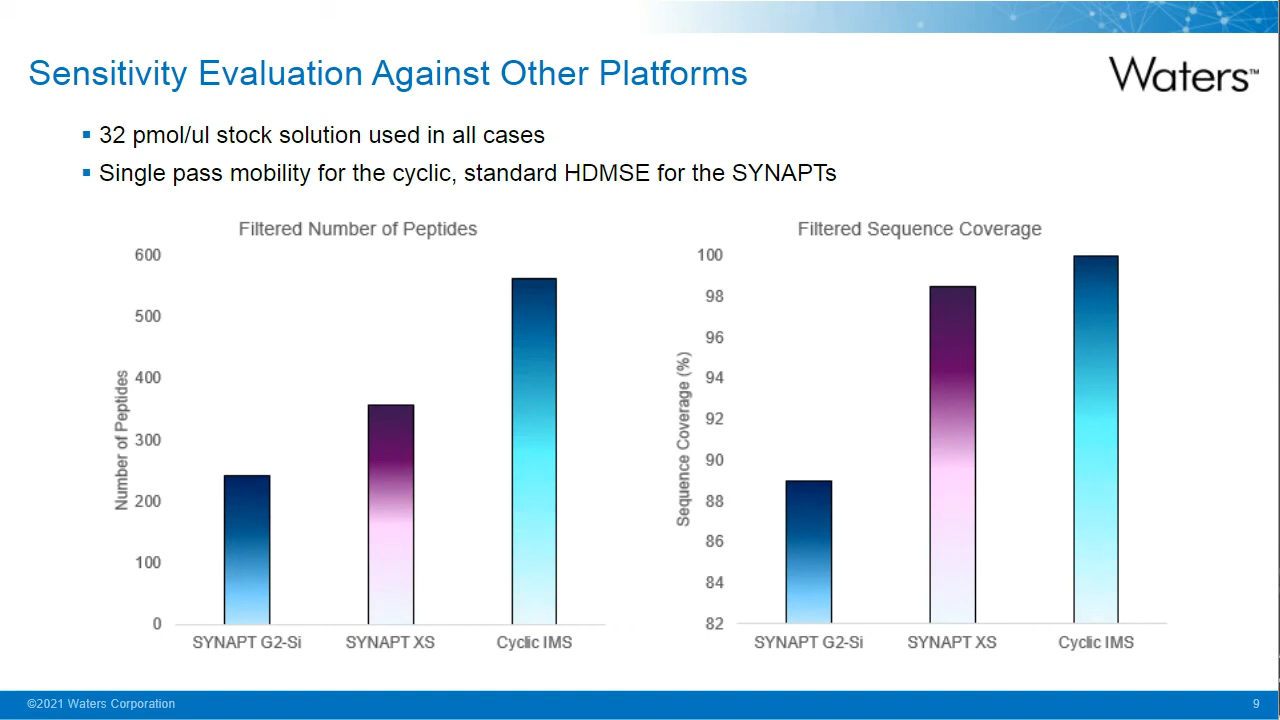 Sensitivity Evaluation Against Other Platforms
Waters™
▪ 32 pmol/ul stock solution used in all cases
▪ Single pass mobility for the cyclic, standard HDMSE for the SYNAPTs
Filtered Number of Peptides
600
500
400
300
200
100
0
Number of Peptides
SYNAPT G2-Si
SYNAPT XS
Cyclic IMS
Filtered Sequence Coverage
100
98
96
94
92
90
88
86
84
82
Sequence Coverage (%)
SYNAPT G2-Si
SYNAPT XS
Cyclic IMS
©2021 Waters Corporation
9